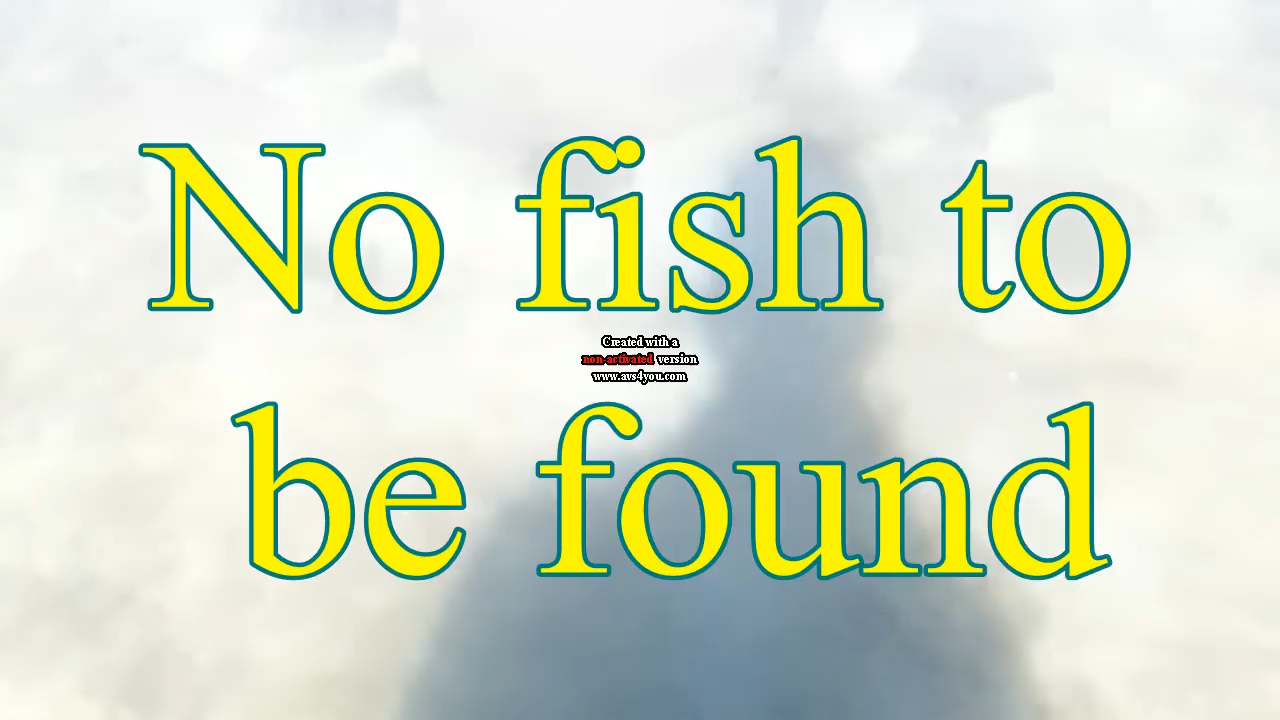 No fish to
Created with a
non-activated version
www.avs4you.com
be found